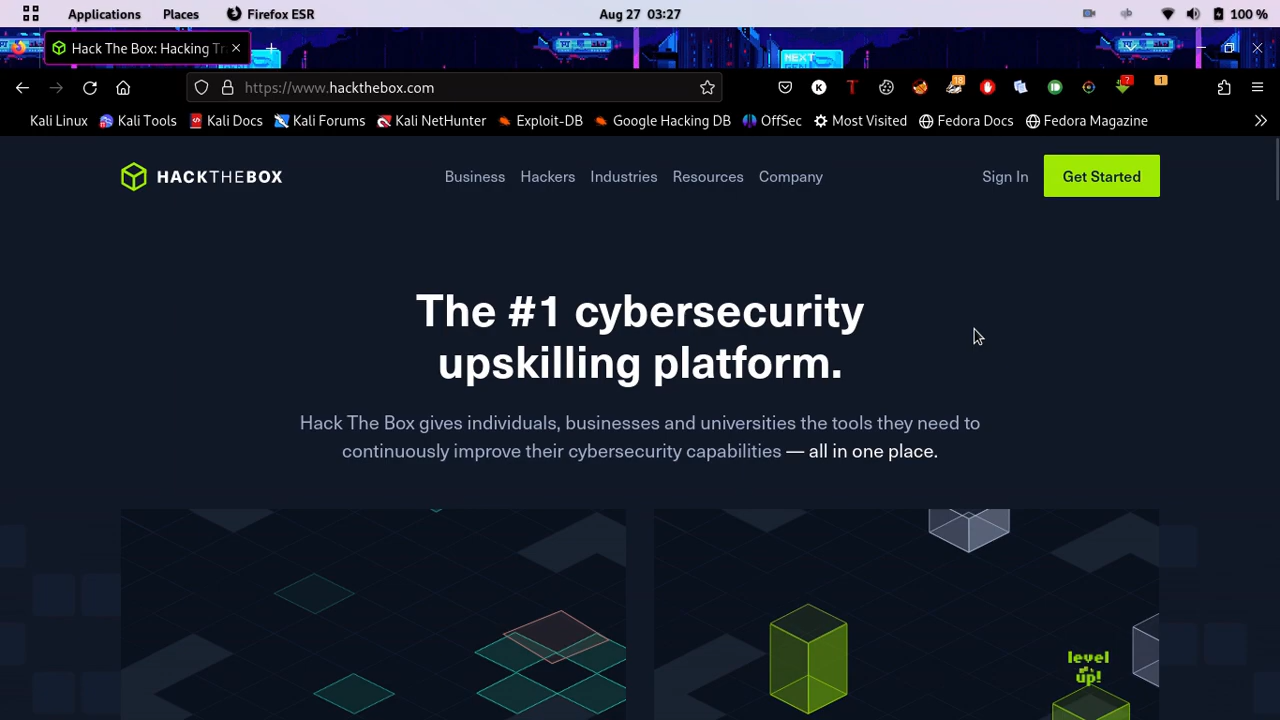 Applications Places Firefox ESR Aug 27 03:27 100 %
Hack The Box: Hacking Tr
NEXT
https://www.hackthebox.com K T 18 ? 1
Kali Linux Kali Tools Kali Docs Kali Forums Kali NetHunter Exploit-DB Google Hacking DB OffSec Most Visited Fedora Docs Fedora Magazine
HACKTHEBOX Business Hackers Industries Resources Company Sign In Get Started
The #1 cybersecurity
upskilling platform.
Hack The Box gives individuals, businesses and universities the tools they need to
continuously improve their cybersecurity capabilities — all in one place.
level
up!